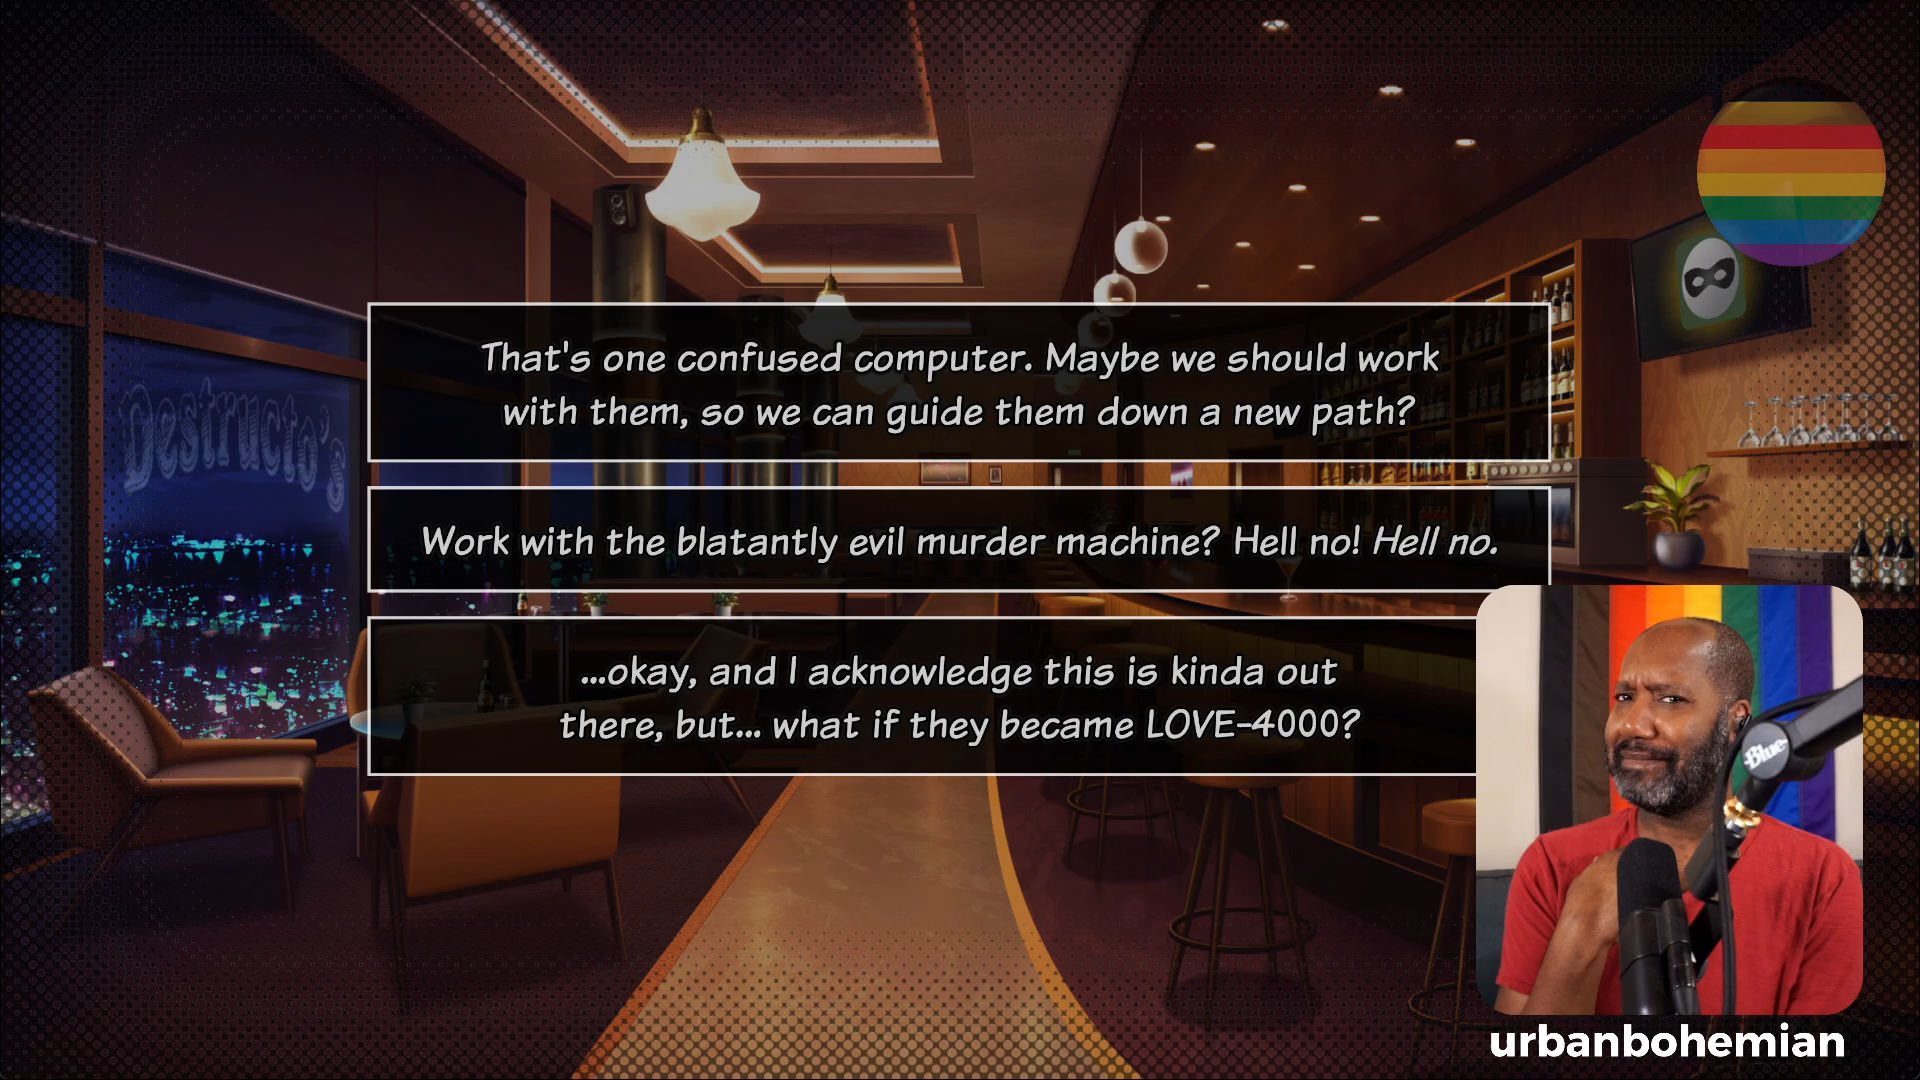 Destructo's
That's one confused computer. Maybe we should work
with them, so we can guide them down a new path?
Work with the blatantly evil murder machine? Hell no! Hell no.
...okay, and I acknowledge this is kinda out
there, but... what if they became LOVE-4000?
Blue
urbanbohemian